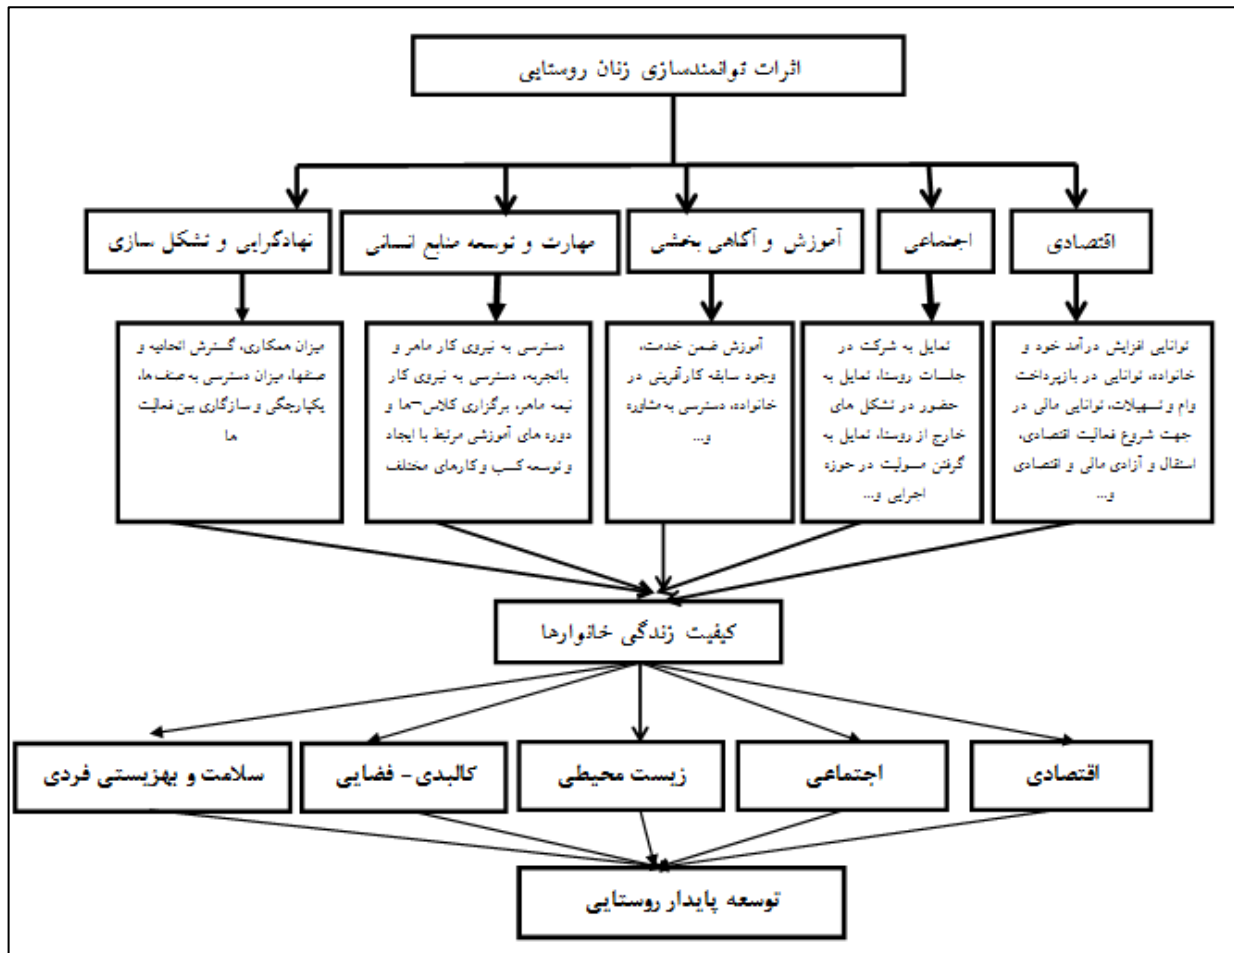 اثرات توانمندسازی زنان روستایی
اقتصادی
اجتماعی
آموزش و آگاهی بخشی
مهارت و توسعه منابع انسانی
نهادگرایی و تشکل سازی
توانایی افزایش درآمد خود و
خانواده، توانایی در بازپرداخت
وام و تسهیلات، توانایی مالی در
جهت شروع فعالیت اقتصادی،
استقلال و آزادی مالی و اقتصادی
و...
تمایل به شرکت در
جلسات روستا، تمایل به
حضور در تشکل های
خارج از روستا، تمایل به
گرفتن مسولیت در حوزه
اجرایی و...
آموزش ضمن خدمت،
وجود سابقه کارآفرینی در
خانواده، دسترسی به مشاوره
و...
دسترسی به نیروی کار ماهر و
باتجربه، دسترسی به نیروی کار
نیمه ماهر، برگزاری کلاس¬ها و
دوره های آموزشی مرتبط با ایجاد
و توسعه کسب و کارهای مختلف
میزان همکاری، گسترش اتحادیه و
صنفها، میزان دسترسی به صنف ها،
یکپارچگی و سازگاری بین فعالیت
ها
کیفیت زندگی خانوارها
اقتصادی
اجتماعی
زیست محیطی
کالبدی - فضایی
سلامت و بهزیستی فردی
توسعه پایدار روستایی